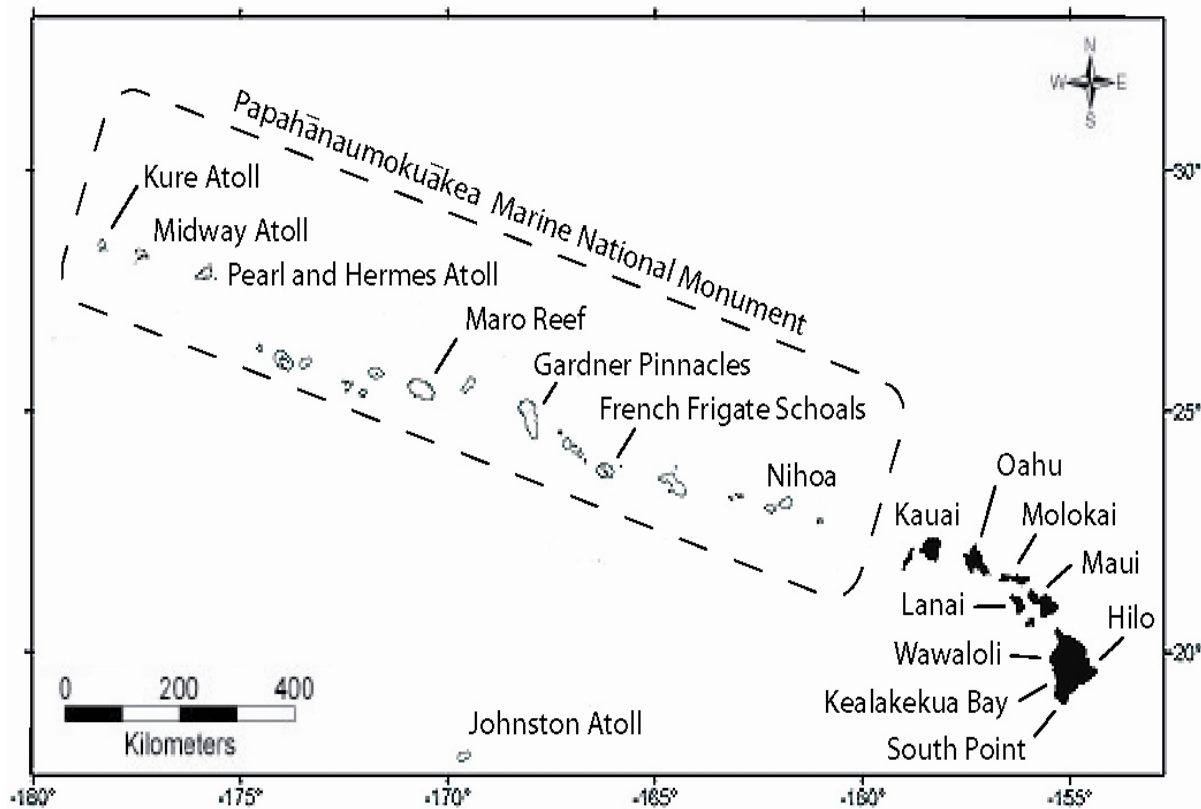 N
W E
S
Papahānaumokuākea Marine National Monument
Kure Atoll
Midway Atoll
Pearl and Hermes Atoll
Maro Reef
Gardner Pinnacles
French Frigate Schoals
Nihoa
Oahu
Kauai
Molokai
Maui
Lanai
Hilo
Wawaloli
Kealakekua Bay
South Point
Johnston Atoll
0 200 400
Kilometers
30°
25°
20°
-180° -175° -170° -165° -160° -155°